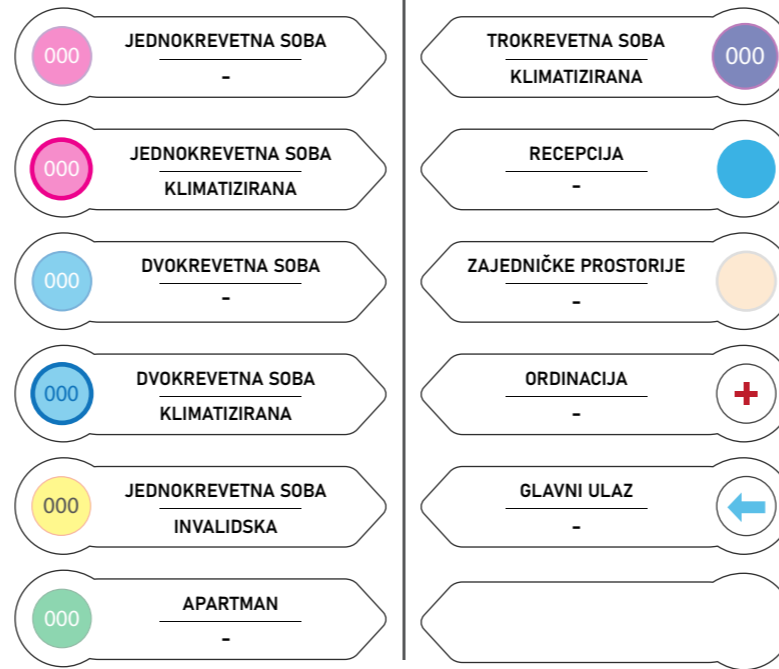 000
JEDNOKREVETNA SOBA
-
000
JEDNOKREVETNA SOBA
KLIMATIZIRANA
000
DVOKREVETNA SOBA
-
000
DVOKREVETNA SOBA
KLIMATIZIRANA
000
JEDNOKREVETNA SOBA
INVALIDSKA
000
APARTMAN
-
TROKREVETNA SOBA
000
KLIMATIZIRANA
RECEPCIJA
-
ZAJEDNIČKE PROSTORIJE
-
ORDINACIJA
-
GLAVNI ULAZ
-